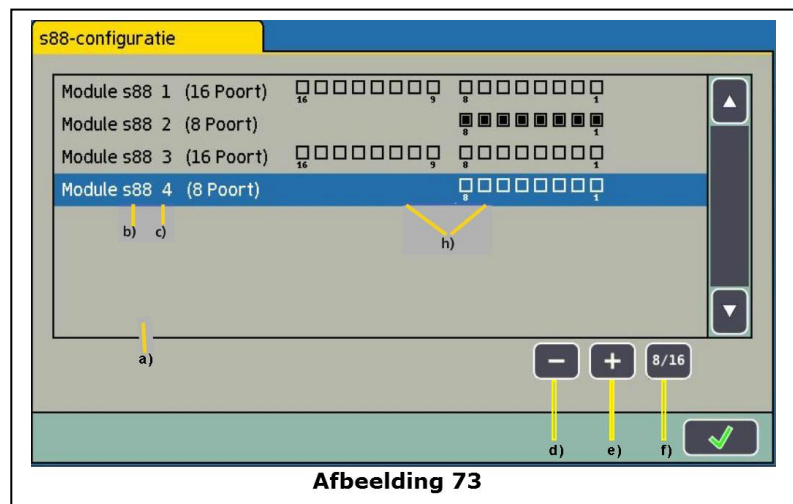 s88-configuratie
Module s88 1 (16 Poort)
16 9 8 1
Module s88 2 (8 Poort)
8 1
Module s88 3 (16 Poort)
16 9 8 1
Module s88 4 (8 Poort)
8 1
b) c) h)
a)
8/16
d) e) f)
Afbeelding 73